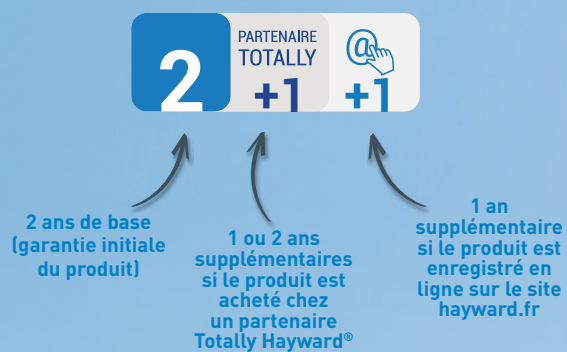 2
PARTENAIRE
TOTALLY
+1
@
+1
2 ans de base
(garantie initiale
du produit)
1 ou 2 ans
supplémentaires
si le produit est
acheté chez
un partenaire
Totally Hayward®
1 an
supplémentaire
si le produit est
enregistré en
ligne sur le site
hayward.fr